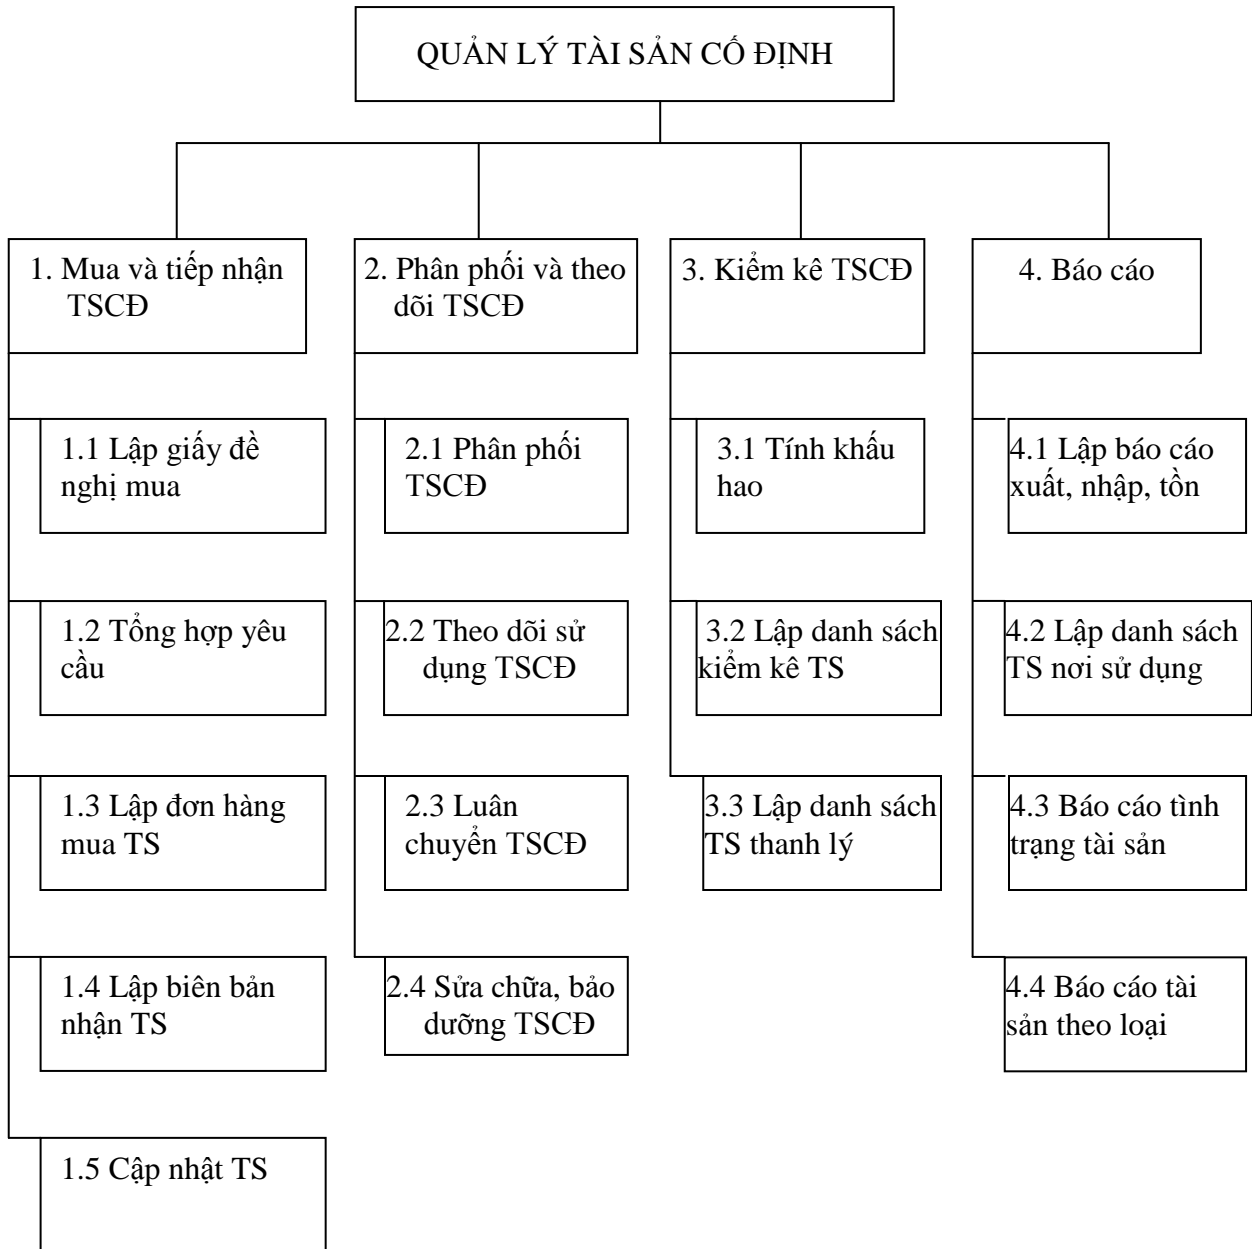 QUẢN LÝ TÀI SẢN CỐ ĐỊNH
1. Mua và tiếp nhận
TSCĐ
2. Phân phối và theo
dõi TSCĐ
3. Kiểm kê TSCĐ
4. Báo cáo
1.1 Lập giấy đề
nghị mua
2.1 Phân phối
TSCĐ
3.1 Tính khấu
hao
4.1 Lập báo cáo
xuất, nhập, tồn
1.2 Tổng hợp yêu
cầu
2.2 Theo dõi sử
dụng TSCĐ
3.2 Lập danh sách
kiểm kê TS
4.2 Lập danh sách
TS nơi sử dụng
1.3 Lập đơn hàng
mua TS
2.3 Luân
chuyển TSCĐ
3.3 Lập danh sách
TS thanh lý
4.3 Báo cáo tình
trạng tài sản
1.4 Lập biên bản
nhận TS
2.4 Sửa chữa, bảo
dưỡng TSCĐ
4.4 Báo cáo tài
sản theo loại
1.5 Cập nhật TS